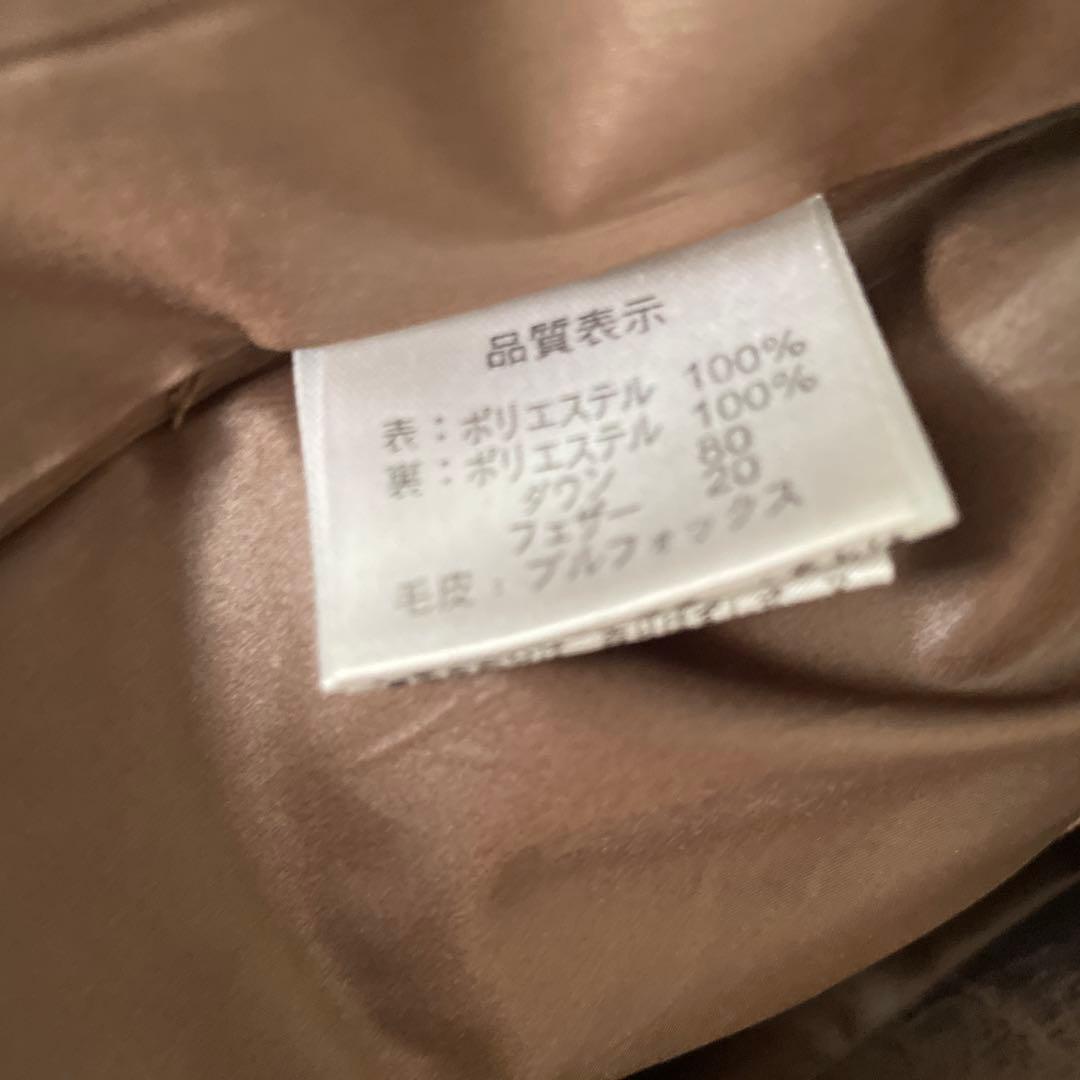 品質表示
表：ポリエステル 100%
裏：ポリエステル 100%
ダウン 80
フェザー 20
毛皮：ブルフォックス